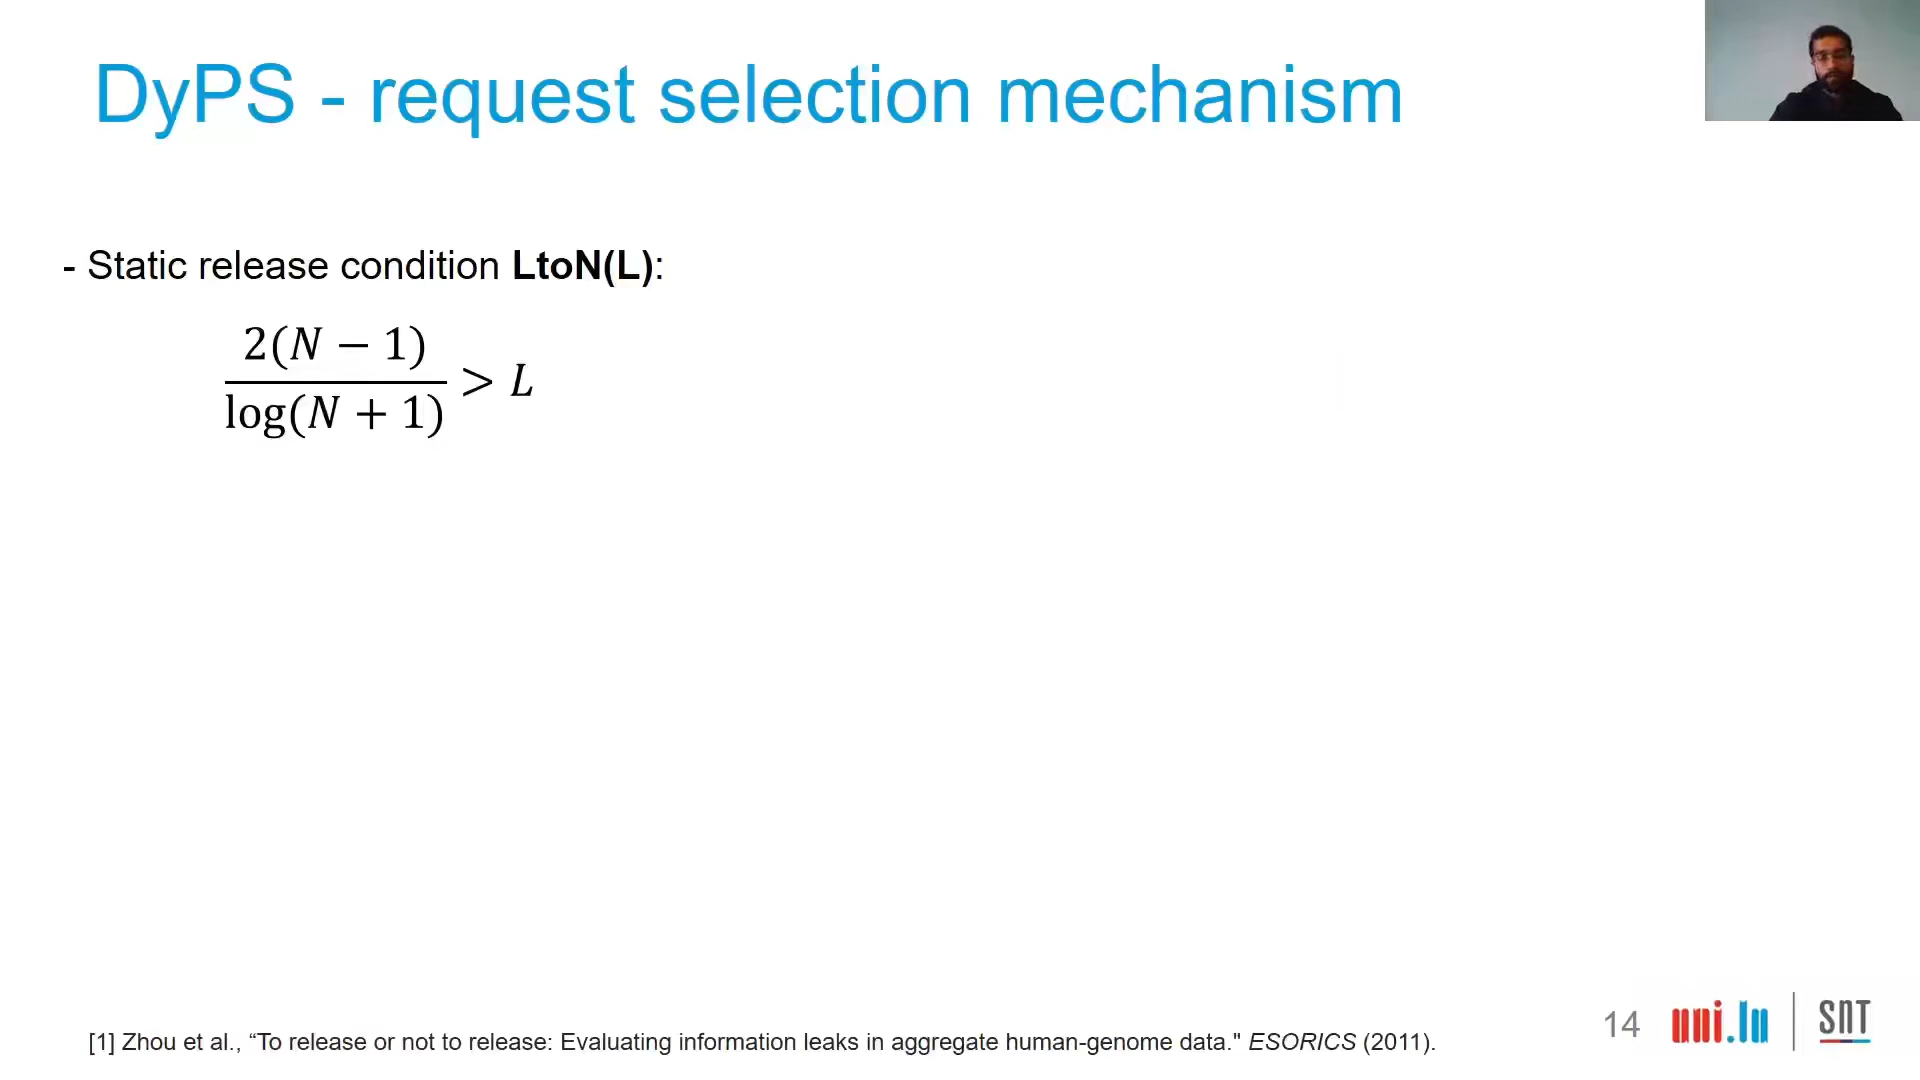 DyPS - request selection mechanism
- Static release condition LtoN(L):
2(N − 1)
log(N + 1)
> L
[1] Zhou et al., “To release or not to release: Evaluating information leaks in aggregate human-genome data." ESORICS (2011).
14
uni.lu
SNT